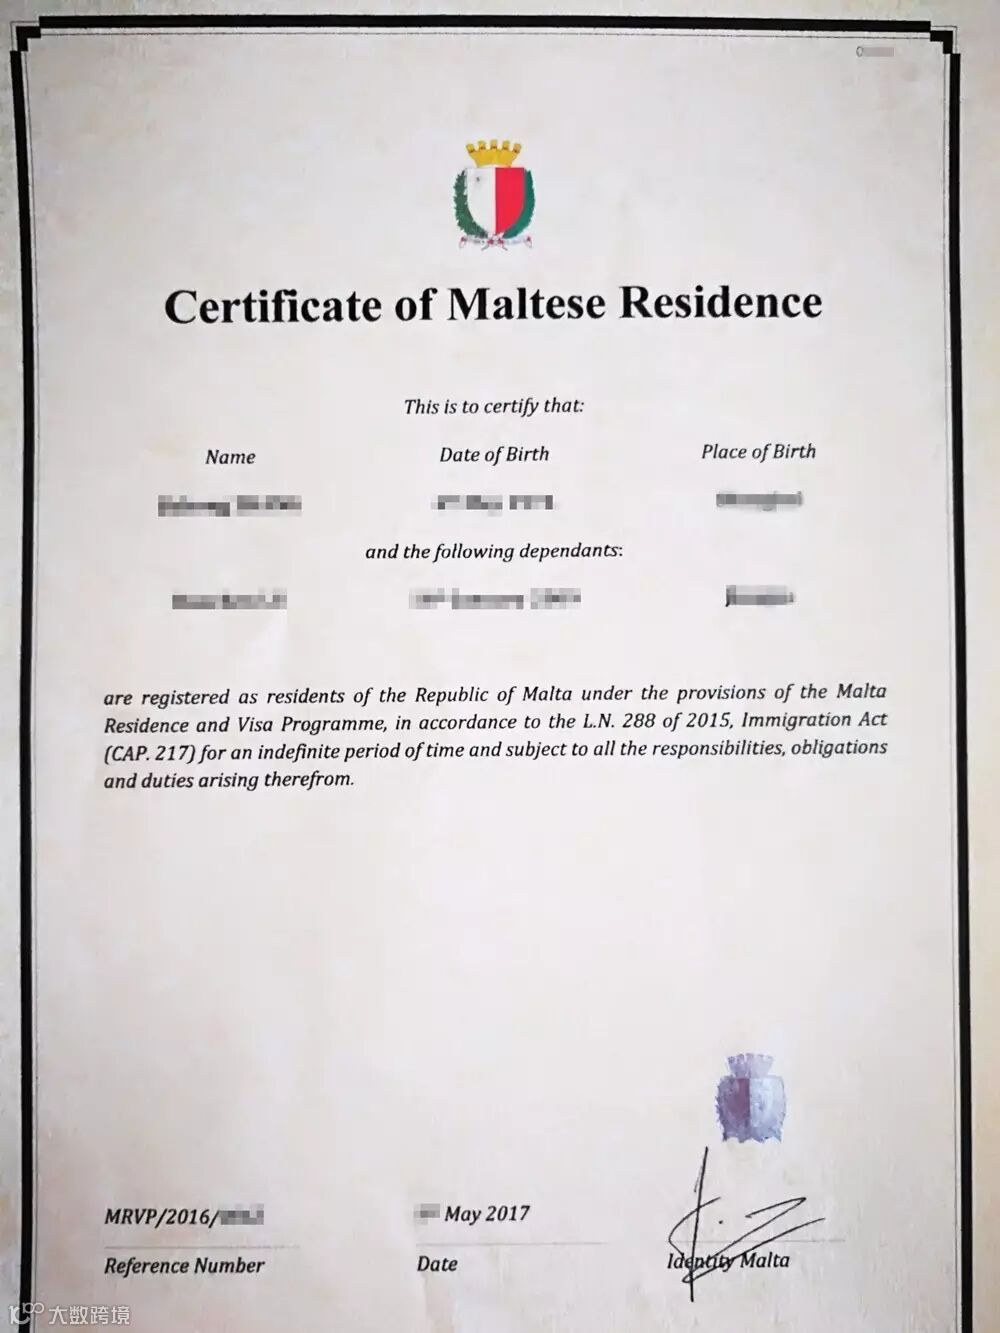 Certificate of Maltese Residence
This is to certify that:
Name Date of Birth Place of Birth
and the following dependants:
are registered as residents of the Republic of Malta under the provisions of the Malta
Residence and Visa Programme, in accordance to the L.N. 288 of 2015, Immigration Act
(CAP. 217) for an indefinite period of time and subject to all the responsibilities, obligations
and duties arising therefrom.
MRVP/2016/ May 2017
Reference Number Date Identity Malta
大数跨境